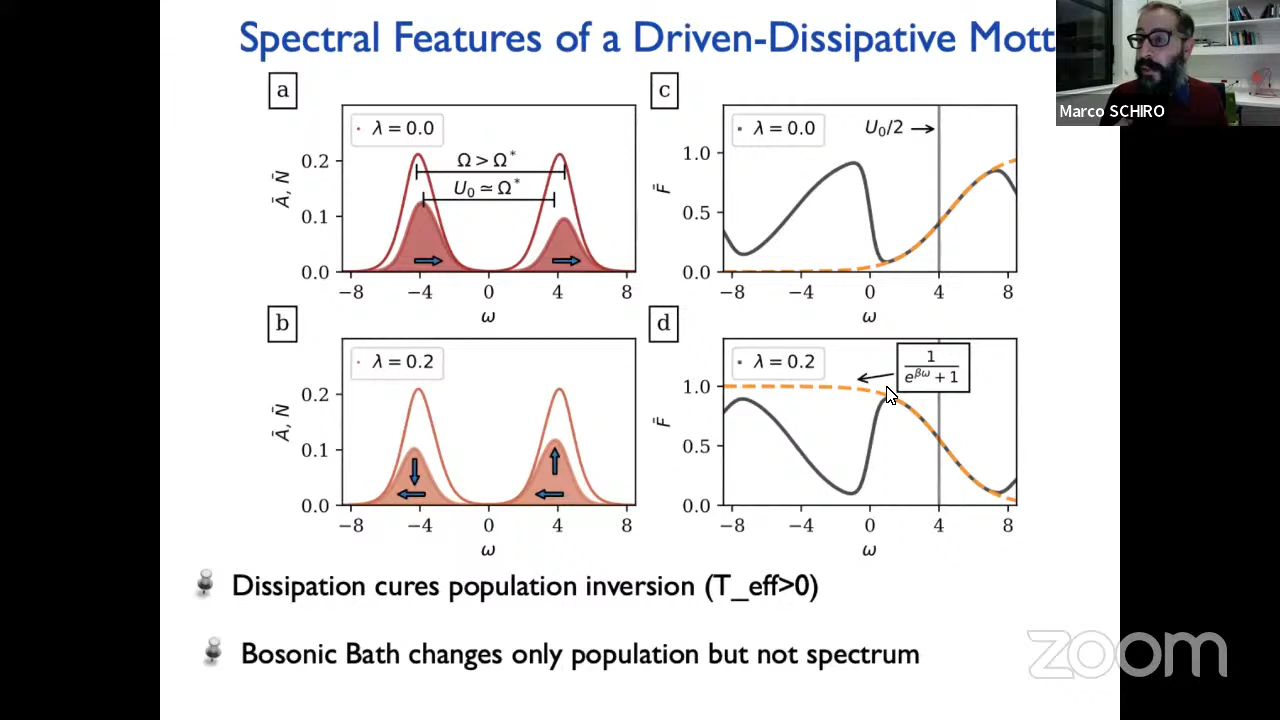 Spectral Features of a Driven-Dissipative Mott
Marco SCHIRO
a
λ = 0.0
0.2
0.1
0.0
Ā, N̄
Ω > Ω*
U₀ ≃ Ω*
−8 −4 0 4 8
ω
c
λ = 0.0
U₀/2
1.0
0.5
0.0
F̄
−8 −4 0 4 8
ω
b
λ = 0.2
0.2
0.1
0.0
Ā, N̄
−8 −4 0 4 8
ω
d
λ = 0.2
1
e^{βω} + 1
1.0
0.5
0.0
F̄
−8 −4 0 4 8
ω
Dissipation cures population inversion (T_eff>0)
Bosonic Bath changes only population but not spectrum
zoom